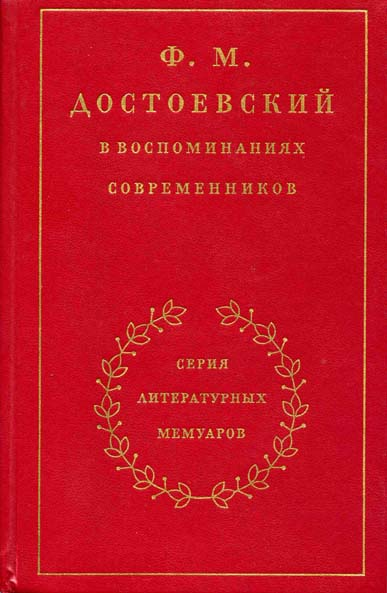 Ф. М.
ДОСТОЕВСКИЙ
В ВОСПОМИНАНИЯХ
СОВРЕМЕННИКОВ
СЕРИЯ
ЛИТЕРАТУРНЫХ
МЕМУАРОВ